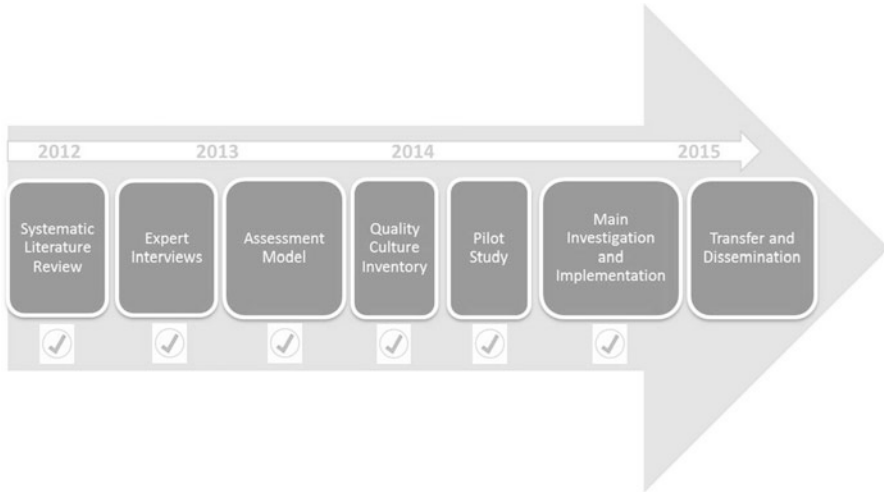 2012 2013 2014 2015
Systematic
Literature
Review
Expert
Interviews
Assessment
Model
Quality
Culture
Inventory
Pilot
Study
Main
Investigation
and
Implementation
Transfer and
Dissemination